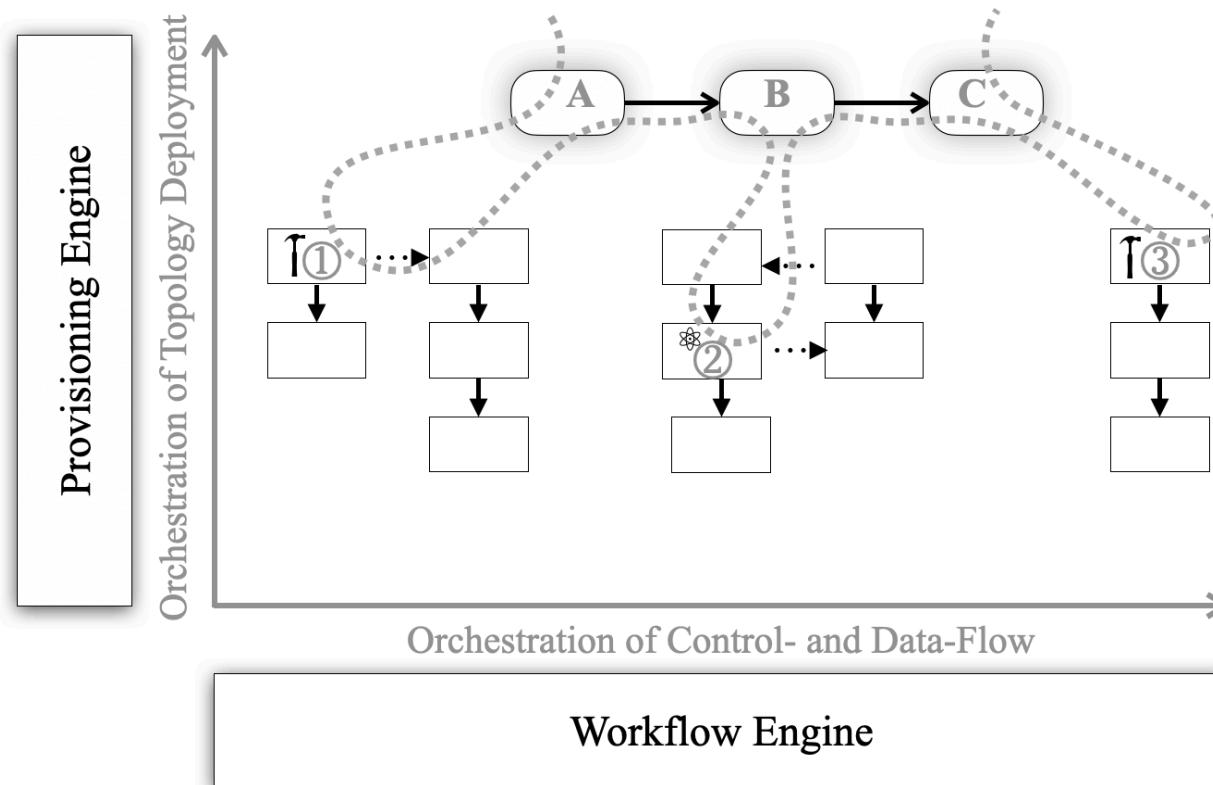 Provisioning Engine
Orchestration of Topology Deployment
A
B
C
①
②
③
Orchestration of Control- and Data-Flow
Workflow Engine